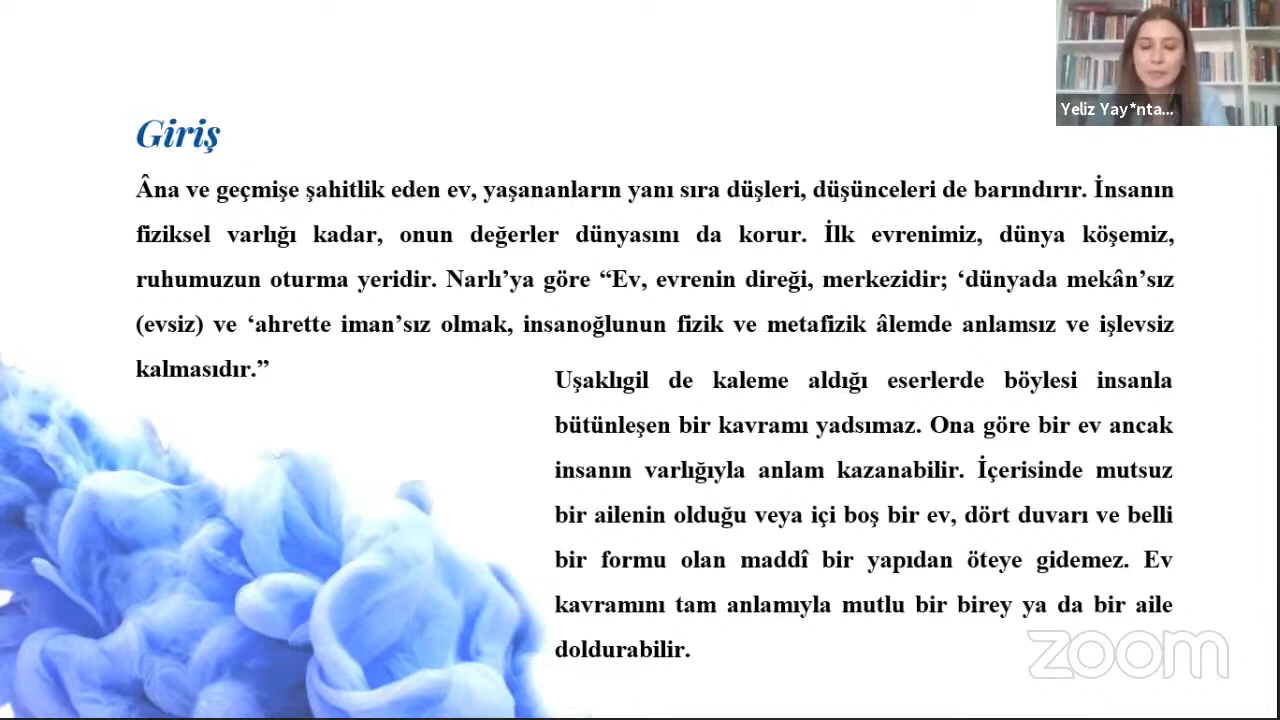 Yeliz Yay*nta...
Giriş
Âna ve geçmişe şahitlik eden ev, yaşananların yanı sıra düşleri, düşünceleri de barındırır. İnsanın
fiziksel varlığı kadar, onun değerler dünyasını da korur. İlk evrenimiz, dünya köşemiz,
ruhumuzun oturma yeridir. Narlı’ya göre “Ev, evrenin direği, merkezidir; ‘dünyada mekân’sız
(evsiz) ve ‘ahrette iman’sız olmak, insanoğlunun fizik ve metafizik âlemde anlamsız ve işlevsiz
kalmasıdır.”
Uşaklıgil de kaleme aldığı eserlerde böylesi insanla
bütünleşen bir kavramı yadsımaz. Ona göre bir ev ancak
insanın varlığıyla anlam kazanabilir. İçerisinde mutsuz
bir ailenin olduğu veya içi boş bir ev, dört duvarı ve belli
bir formu olan maddî bir yapıdan öteye gidemez. Ev
kavramını tam anlamıyla mutlu bir birey ya da bir aile
doldurabilir.
zoom